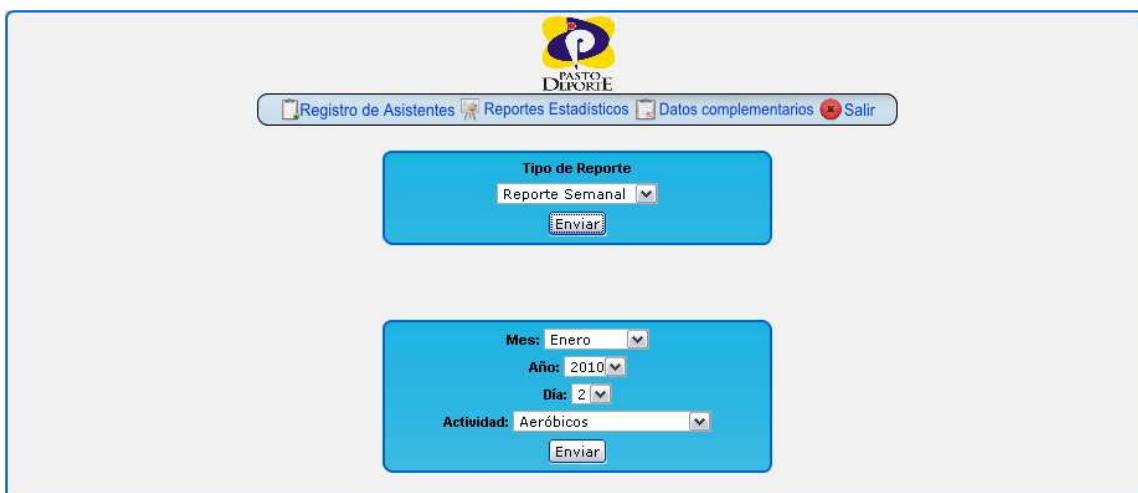 PASTO
DEPORTE
Registro de Asistentes Reportes Estadísticos Datos complementarios Salir
Tipo de Reporte
Reporte Semanal
Enviar
Mes: Enero
Año: 2010
Día: 2
Actividad: Aeróbicos
Enviar